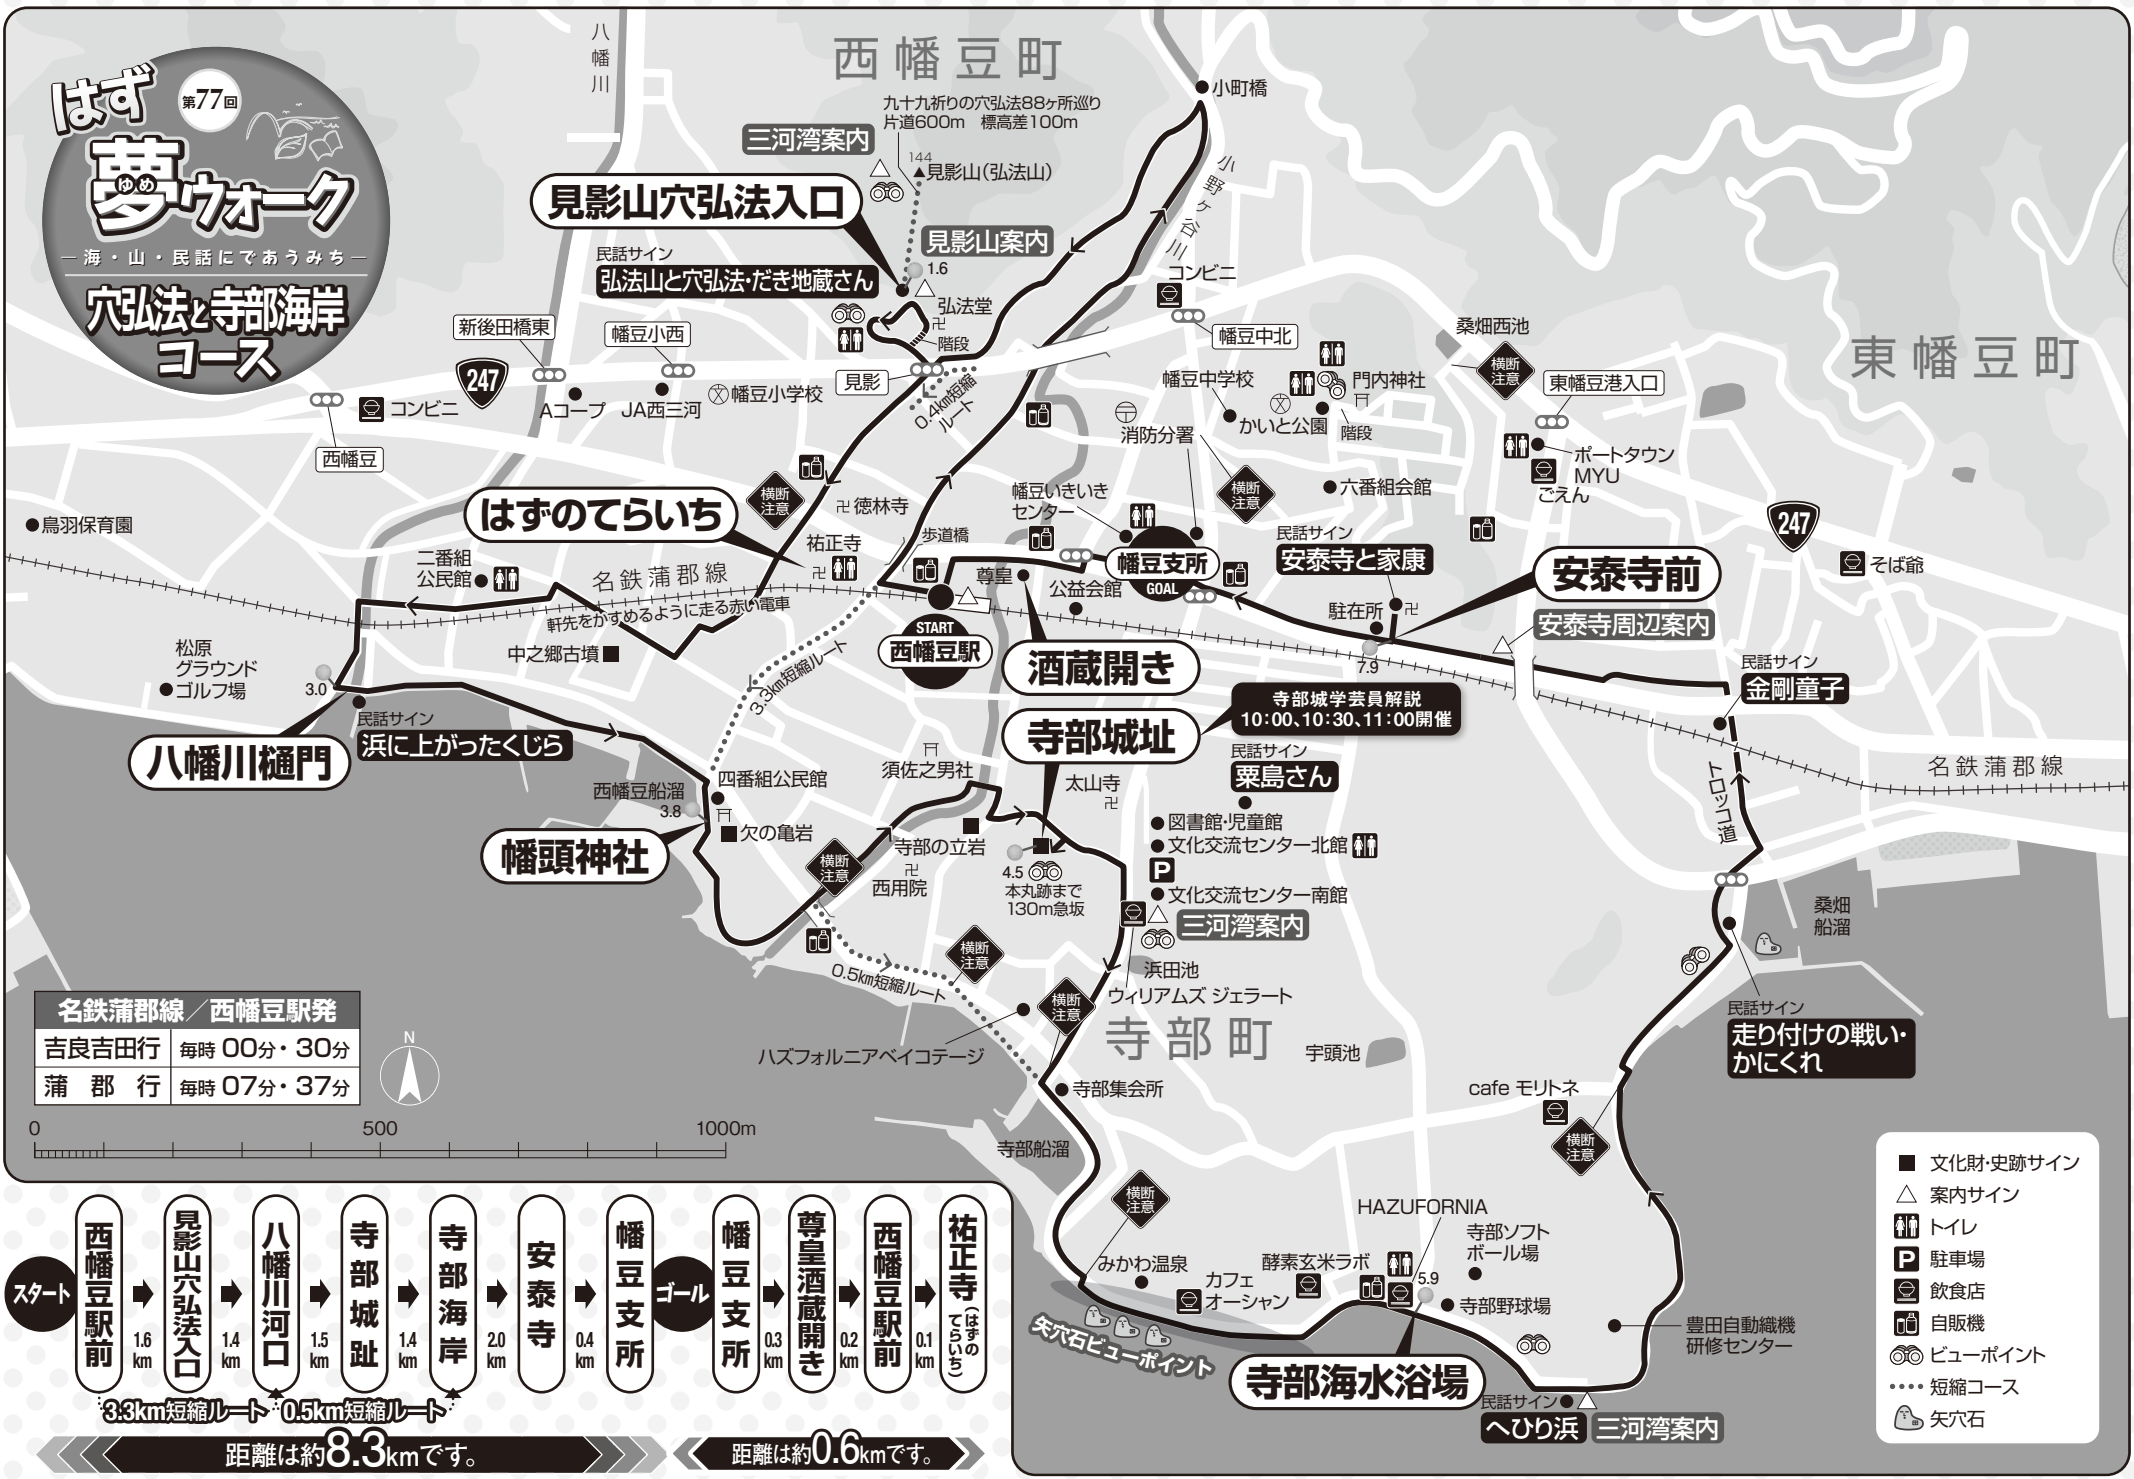 はず
第77回
夢ウォーク
ゆめ
海・山・民話にであうみち
穴弘法と寺部海岸
コース
八幡川
西幡豆町
九十九祈りの穴弘法88ヶ所巡り
片道600m 標高差100m
三河湾案内
144
▲見影山(弘法山)
見影山穴弘法入口
見影山案内
1.6
民話サイン
弘法山と穴弘法・だき地蔵さん
弘法堂
階段
見影
0.4km短縮
ルート
小町橋
小野ヶ谷川
コンビニ
幡豆中北
新後田橋東
幡豆小西
247
Aコープ
JA西三河
幡豆小学校
コンビニ
西幡豆
桑畑西池
横断
注意
東幡豆町
東幡豆港入口
幡豆中学校
門内神社
かいと公園
階段
消防分署
横断
注意
ポートタウン
MYU
ごえん
六番組会館
247
そば爺
横断
注意
はずのてらいち
徳林寺
祐正寺
歩道橋
幡豆いきいき
センター
幡豆支所
GOAL
尊皇
公益会館
民話サイン
安泰寺と家康
駐在所
7.9
安泰寺前
安泰寺周辺案内
鳥羽保育園
二番組
公民館
名鉄蒲郡線
軒先をかすめるように走る赤い電車
中之郷古墳
START
西幡豆駅
酒蔵開き
3.3km短縮ルート
寺部城学芸員解説
10:00、10:30、11:00開催
寺部城址
民話サイン
金剛童子
松原
グラウンド
ゴルフ場
3.0
八幡川樋門
民話サイン
浜に上がったくじら
名鉄蒲郡線
トロッコ道
須佐之男社
太山寺
民話サイン
粟島さん
四番組公民館
西幡豆船溜
3.8
欠の亀岩
幡頭神社
図書館・児童館
文化交流センター北館
文化交流センター南館
三河湾案内
寺部の立岩
西用院
4.5
本丸跡まで
130m急坂
横断
注意
横断
注意
0.5km短縮ルート
浜田池
ウィリアムズ ジェラート
横断
注意
ハズフォルニアベイコテージ
寺部町
宇頭池
桑畑
船溜
民話サイン
走り付けの戦い・
かにくれ
寺部集会所
寺部船溜
cafe モリトネ
横断
注意
横断
注意
みかわ温泉
カフェ
オーシャン
酵素玄米ラボ
HAZUFORNIA
寺部ソフト
ボール場
5.9
寺部野球場
矢穴石ビューポイント
寺部海水浴場
豊田自動織機
研修センター
民話サイン
へひり浜
三河湾案内
名鉄蒲郡線/西幡豆駅発
吉良吉田行 毎時 00分・30分
蒲郡行 毎時 07分・37分
N
0 500 1000m
文化財・史跡サイン
案内サイン
トイレ
P 駐車場
飲食店
自販機
ビューポイント
短縮コース
矢穴石
スタート
西幡豆駅前
1.6km
見影山穴弘法入口
1.4km
八幡川河口
1.5km
寺部城趾
1.4km
寺部海岸
2.0km
安泰寺
0.4km
幡豆支所
ゴール
幡豆支所
0.3km
尊皇酒蔵開き
0.2km
西幡豆駅前
0.1km
祐正寺(はずのてらいち)
3.3km短縮ルート
0.5km短縮ルート
距離は約8.3kmです。
距離は約0.6kmです。